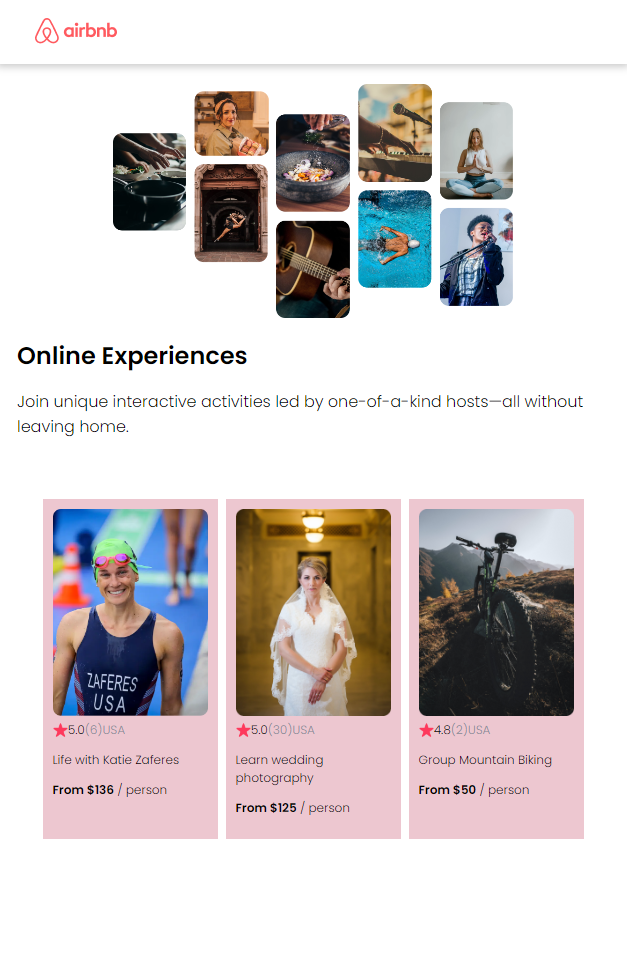 airbnb
Online Experiences
Join unique interactive activities led by one-of-a-kind hosts—all without
leaving home.
ZAFERES
USA
5.0(6)USA
Life with Katie Zaferes
From $136 / person
5.0(30)USA
Learn wedding
photography
From $125 / person
4.8(2)USA
Group Mountain Biking
From $50 / person